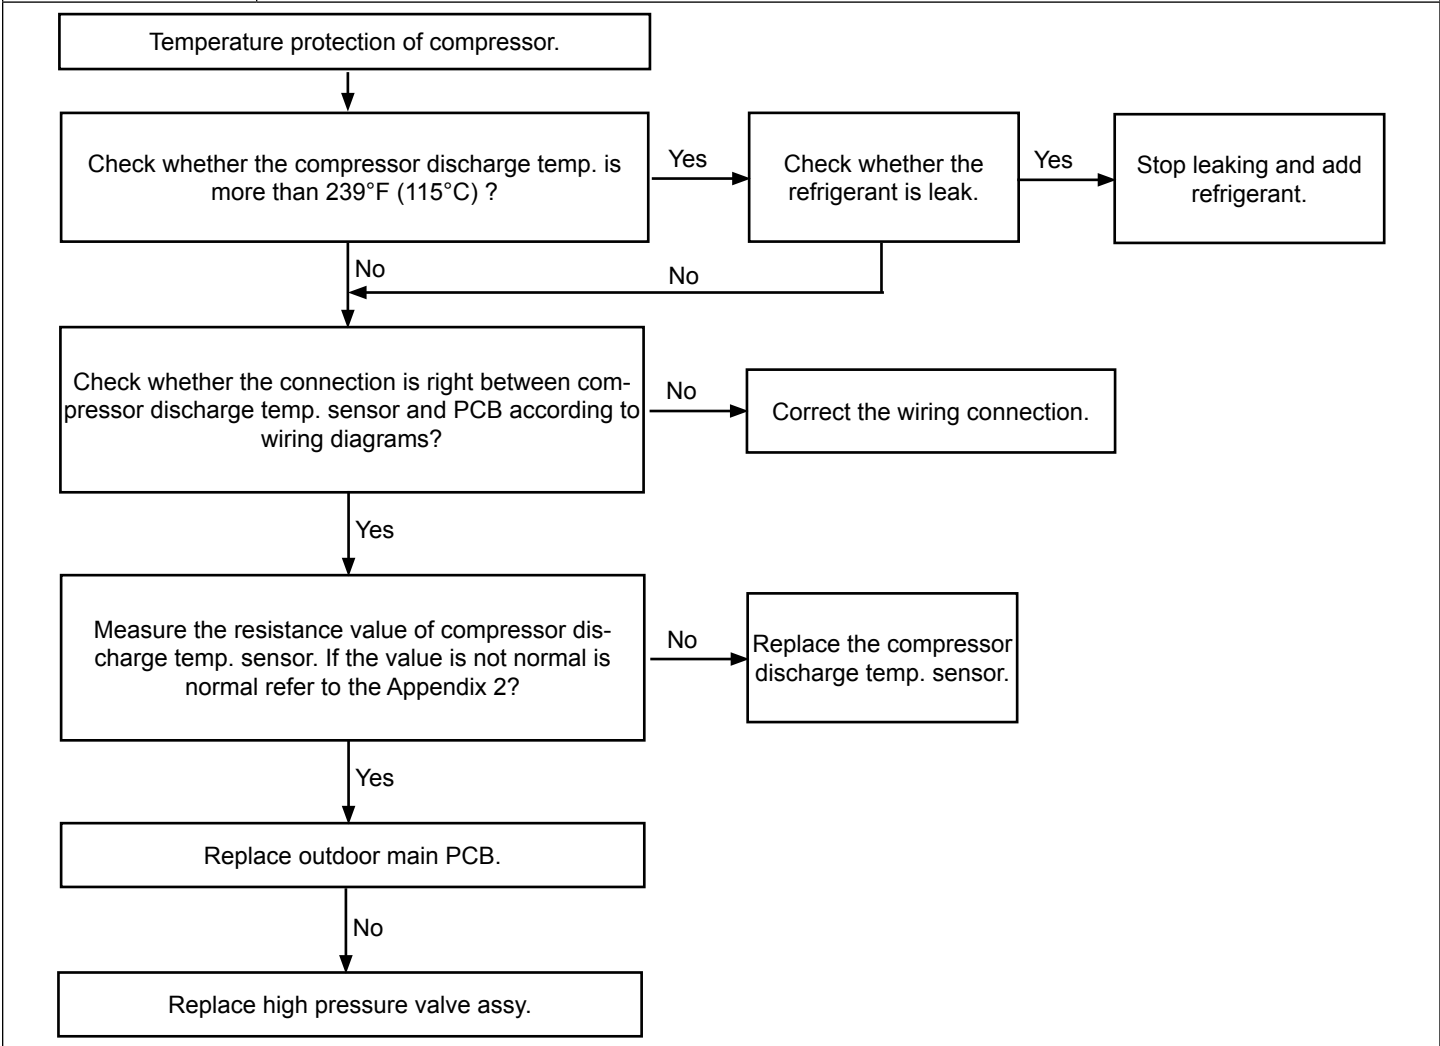 Temperature protection of compressor.
Check whether the compressor discharge temp. is
more than 239°F (115°C) ?
Yes
Check whether the
refrigerant is leak.
Yes
Stop leaking and add
refrigerant.
No
No
Check whether the connection is right between com-
pressor discharge temp. sensor and PCB according to
wiring diagrams?
No
Correct the wiring connection.
Yes
Measure the resistance value of compressor dis-
charge temp. sensor. If the value is not normal is
normal refer to the Appendix 2?
No
Replace the compressor
discharge temp. sensor.
Yes
Replace outdoor main PCB.
No
Replace high pressure valve assy.